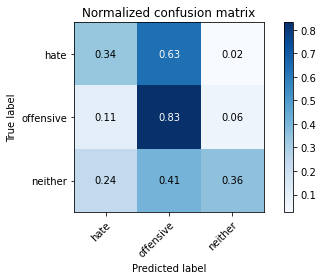 Normalized confusion matrix
0.8
0.7
0.6
0.5
0.4
0.3
0.2
0.1
True label
hate
offensive
neither
0.34 0.63 0.02
0.11 0.83 0.06
0.24 0.41 0.36
hate
offensive
neither
Predicted label